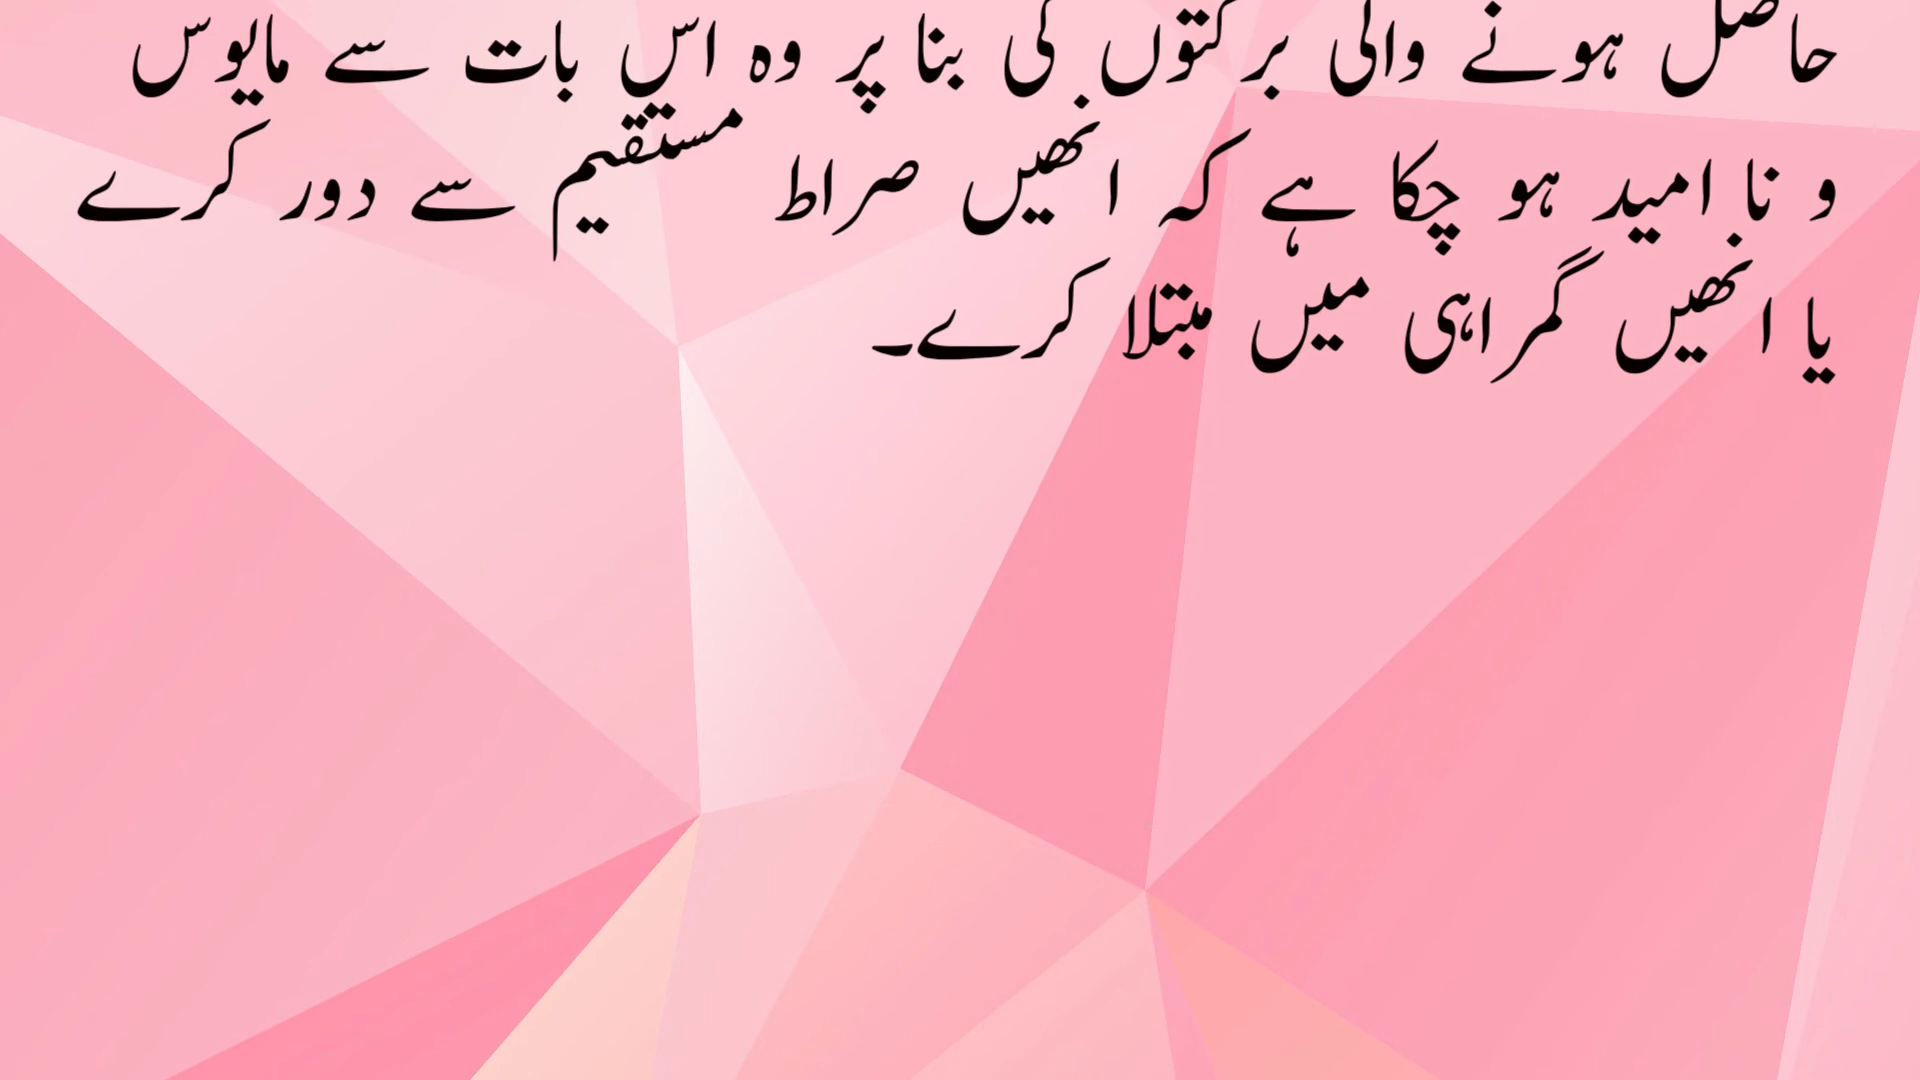 حاصل ہونے والی برکتوں کی بنا پر وہ اس بات سے مایوس
و نا امید ہو چکا ہے کہ انھیں صراط مستقیم سے دور کرے
یا انھیں گمراہی میں مبتلا کرے۔